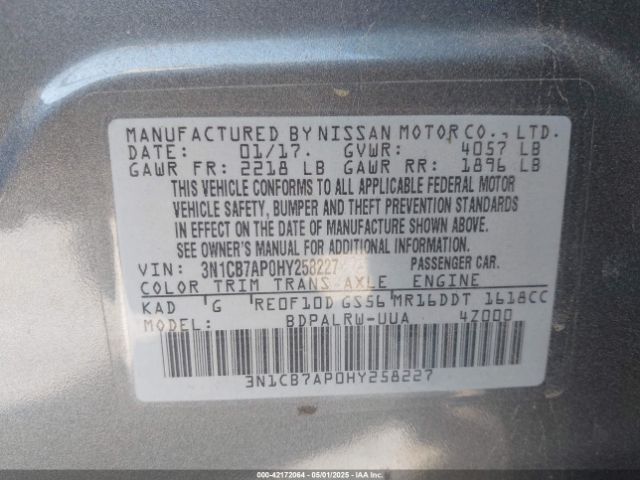 MANUFACTURED BY NISSAN MOTOR CO., LTD.
DATE: 01/17. GVWR: 4057 LB
GAWR FR: 2218 LB GAWR RR: 1896 LB
THIS VEHICLE CONFORMS TO ALL APPLICABLE FEDERAL MOTOR
VEHICLE SAFETY, BUMPER AND THEFT PREVENTION STANDARDS
IN EFFECT ON THE DATE OF MANUFACTURE SHOWN ABOVE.
SEE OWNER'S MANUAL FOR ADDITIONAL INFORMATION.
VIN: 3N1CB7AP0HY258227 PASSENGER CAR.
COLOR TRIM TRANS AXLE ENGINE
KAD G RE0F10D GS56 MR16DDT 1618CC
MODEL: BDPALRW-UUA 4Z000
3N1CB7AP0HY258227
000-42172064 | 05/01/2025 | IAAI.COM